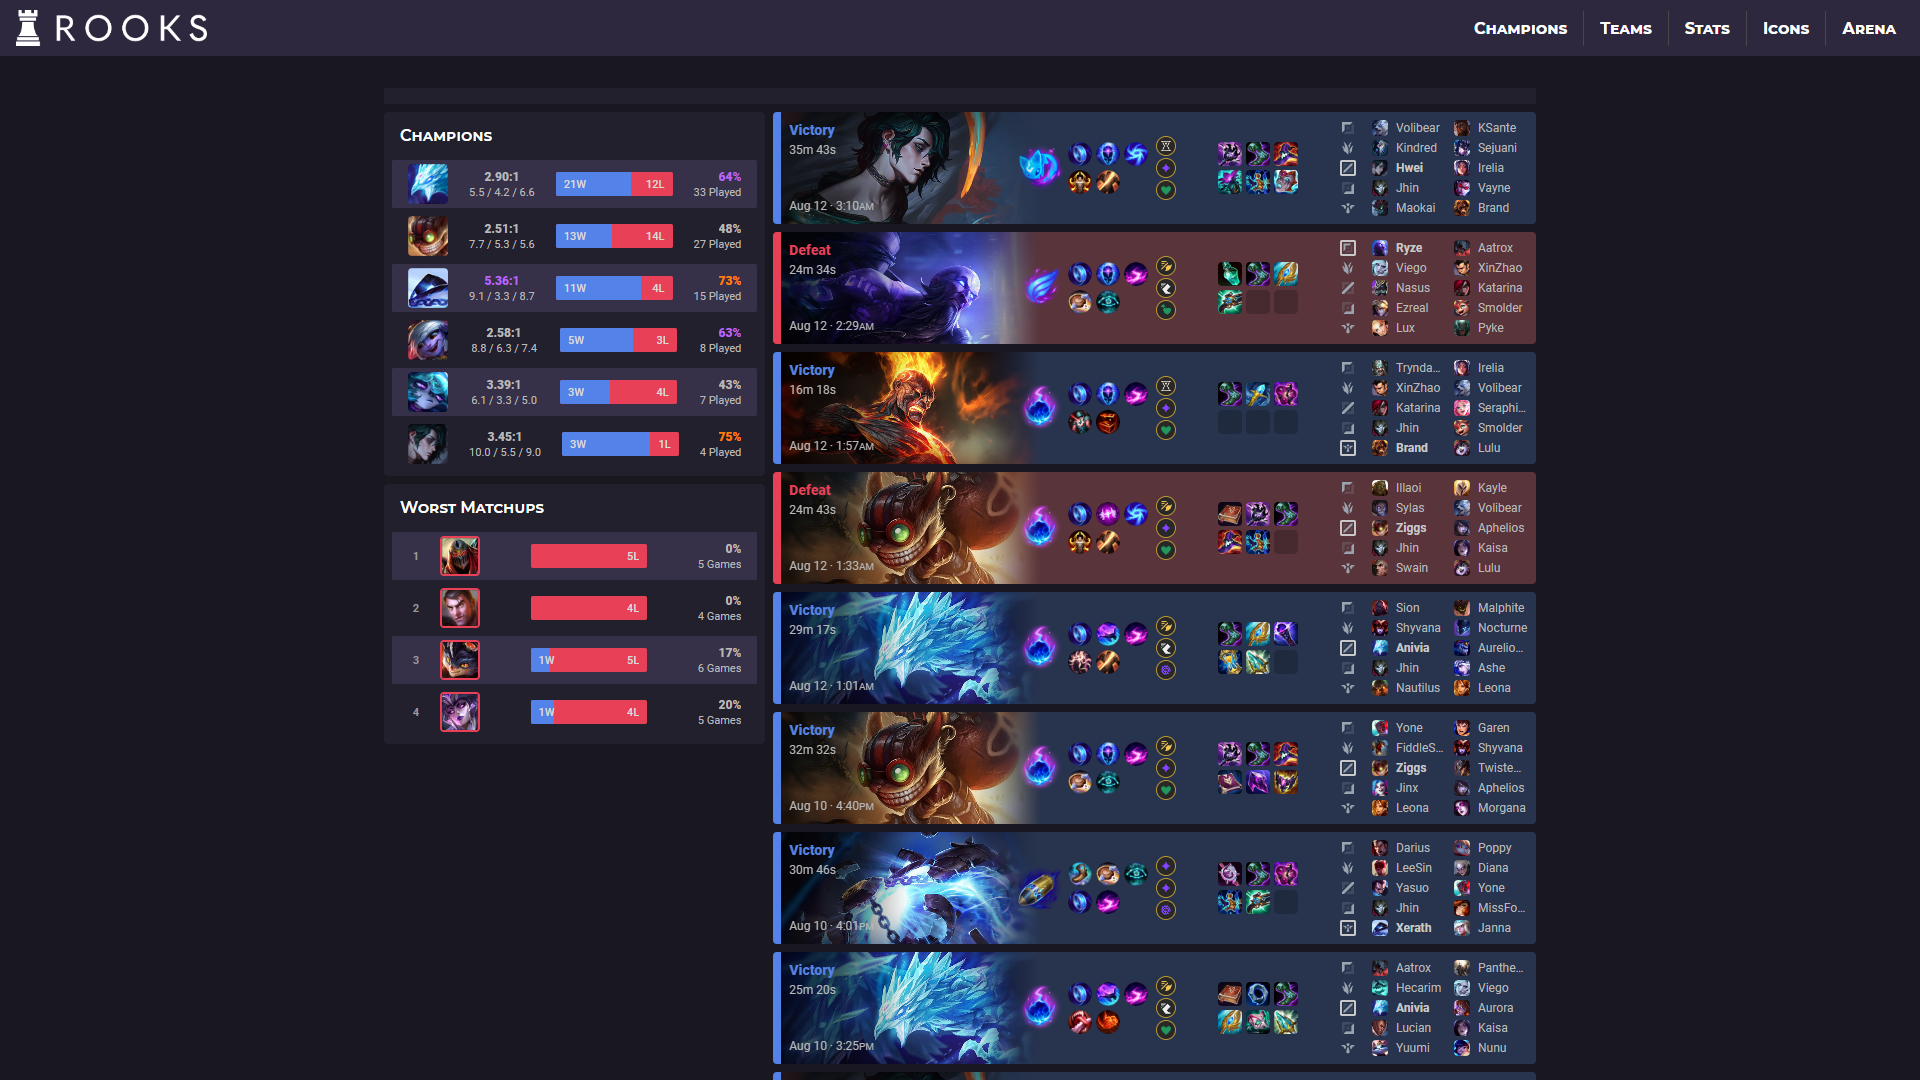 ROOKS
Champions
Teams
Stats
Icons
Arena
Champions
2.90:1
5.5 / 4.2 / 6.6
21W
12L
64%
33 Played
2.51:1
7.7 / 5.3 / 5.6
13W
14L
48%
27 Played
5.36:1
9.1 / 3.3 / 8.7
11W
4L
73%
15 Played
2.58:1
8.8 / 6.3 / 7.4
5W
3L
63%
8 Played
3.39:1
6.1 / 3.3 / 5.0
3W
4L
43%
7 Played
3.45:1
10.0 / 5.5 / 9.0
3W
1L
75%
4 Played
Worst Matchups
1
5L
0%
5 Games
2
4L
0%
4 Games
3
1W
5L
17%
6 Games
4
1W
4L
20%
5 Games
Victory
35m 43s
Aug 12 · 3:10AM
Volibear KSante
Kindred Sejuani
Hwei Irelia
Jhin Vayne
Maokai Brand
Defeat
24m 34s
Aug 12 · 2:29AM
Ryze Aatrox
Viego XinZhao
Nasus Katarina
Ezreal Smolder
Lux Pyke
Victory
16m 18s
Aug 12 · 1:57AM
Trynda... Irelia
XinZhao Volibear
Katarina Seraphi...
Jhin Smolder
Brand Lulu
Defeat
24m 43s
Aug 12 · 1:33AM
Illaoi Kayle
Sylas Volibear
Ziggs Aphelios
Jhin Kaisa
Swain Lulu
Victory
29m 17s
Aug 12 · 1:01AM
Sion Malphite
Shyvana Nocturne
Anivia Aurelio...
Jhin Ashe
Nautilus Leona
Victory
32m 32s
Aug 10 · 4:40PM
Yone Garen
FiddleS... Shyvana
Ziggs Twiste...
Jinx Aphelios
Leona Morgana
Victory
30m 46s
Aug 10 · 4:01PM
Darius Poppy
LeeSin Diana
Yasuo Yone
Jhin MissFo...
Xerath Janna
Victory
25m 20s
Aug 10 · 3:25PM
Aatrox Panthe...
Hecarim Viego
Anivia Aurora
Lucian Kaisa
Yuumi Nunu